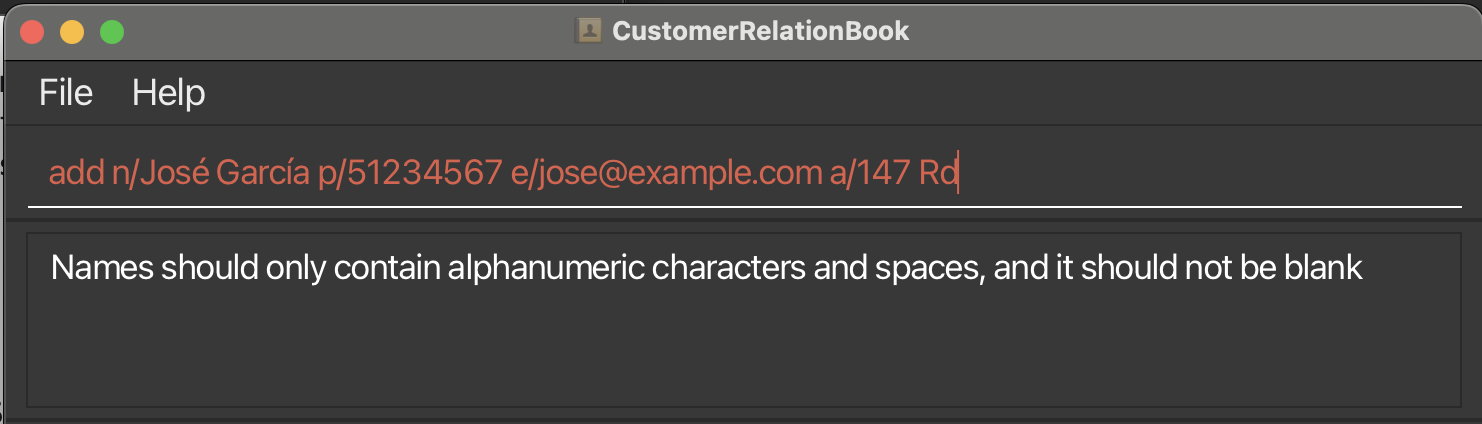 CustomerRelationBook
File Help
add n/José García p/51234567 e/jose@example.com a/147 Rd
Names should only contain alphanumeric characters and spaces, and it should not be blank